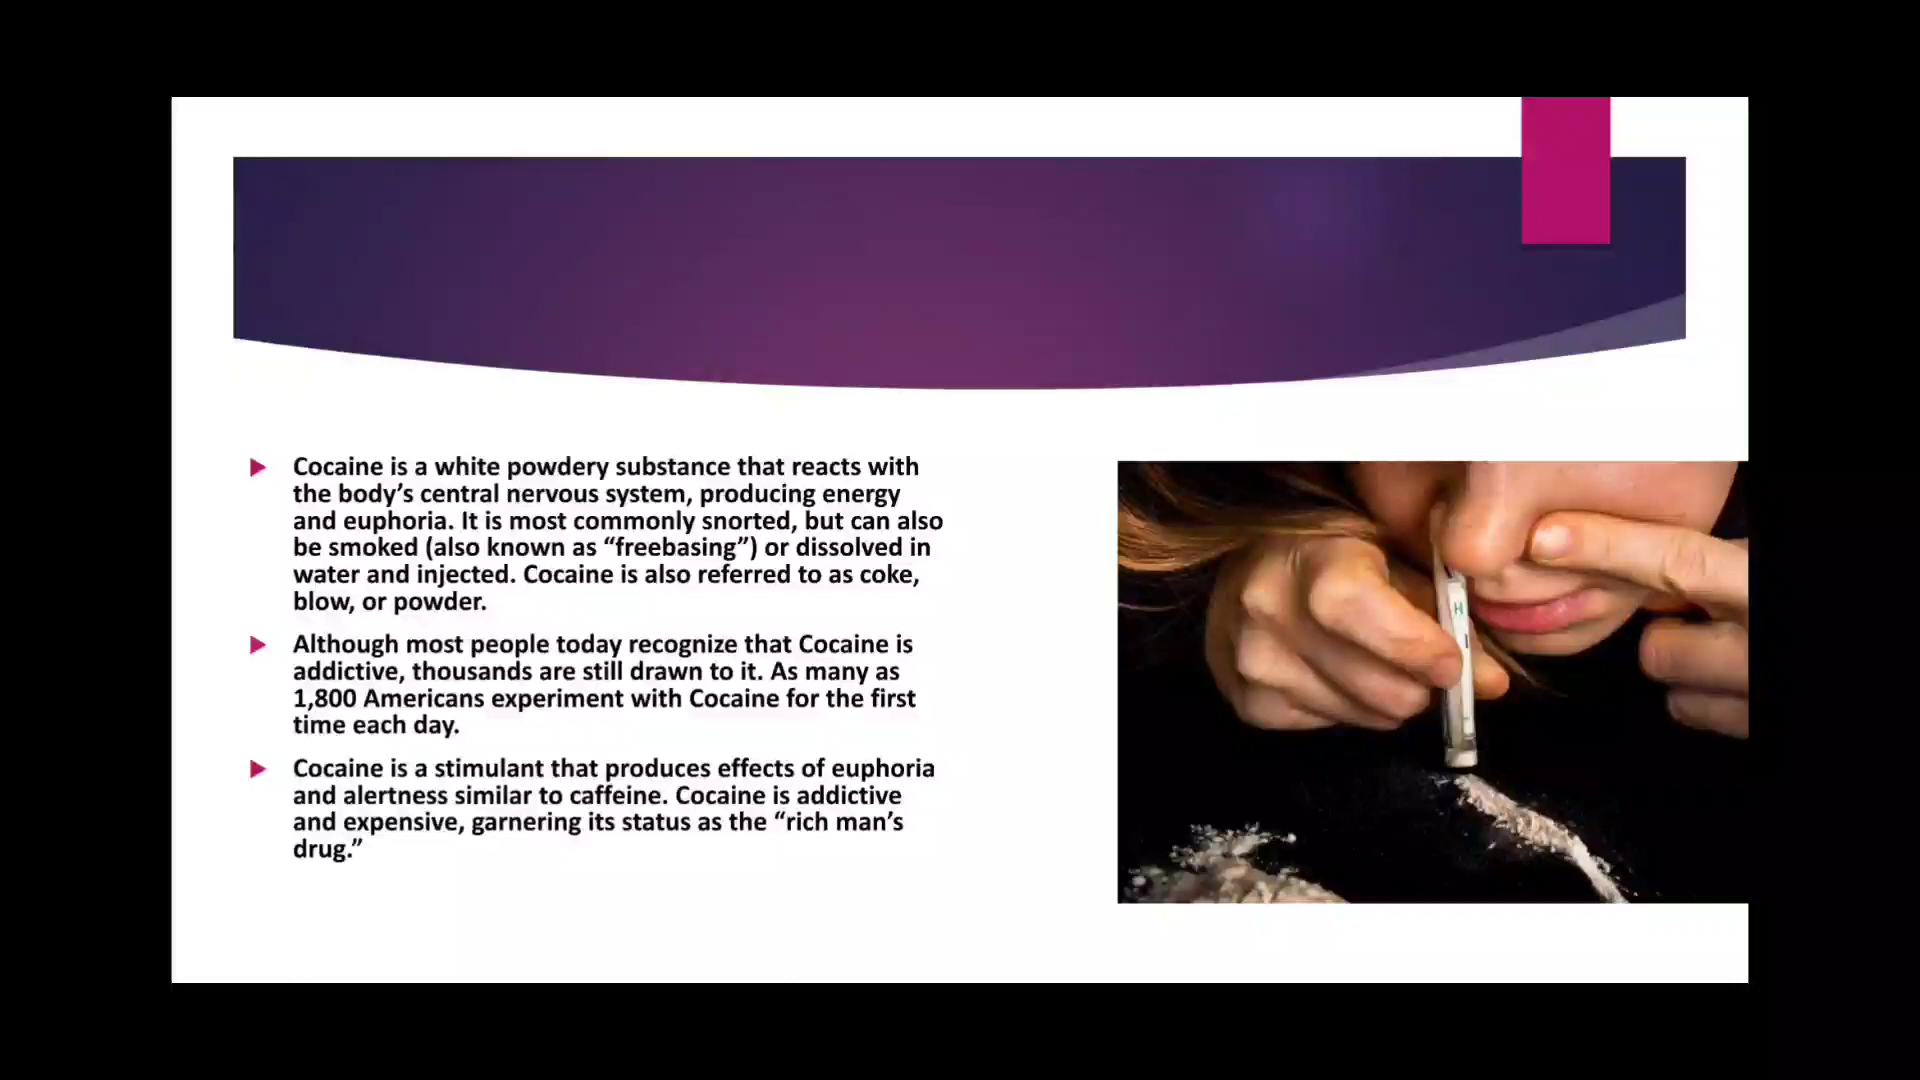 Cocaine is a white powdery substance that reacts with
the body’s central nervous system, producing energy
and euphoria. It is most commonly snorted, but can also
be smoked (also known as “freebasing”) or dissolved in
water and injected. Cocaine is also referred to as coke,
blow, or powder.
Although most people today recognize that Cocaine is
addictive, thousands are still drawn to it. As many as
1,800 Americans experiment with Cocaine for the first
time each day.
Cocaine is a stimulant that produces effects of euphoria
and alertness similar to caffeine. Cocaine is addictive
and expensive, garnering its status as the “rich man’s
drug.”
H